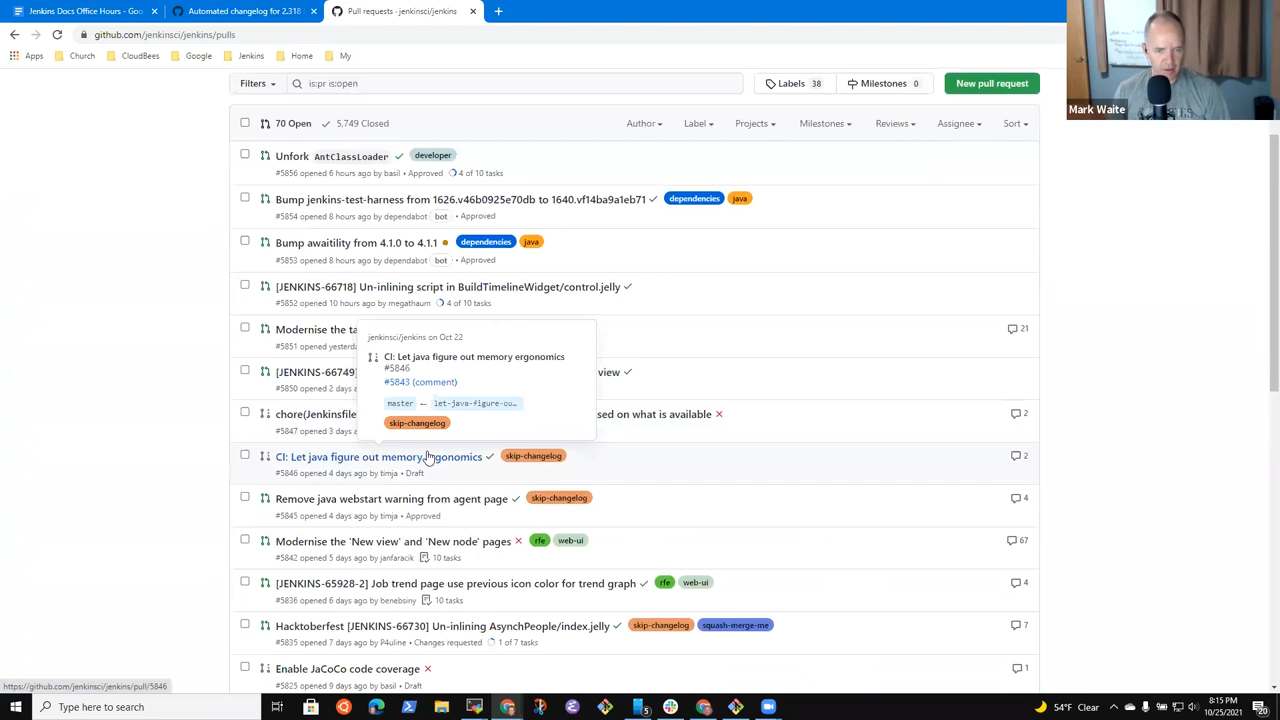 Jenkins Docs Office Hours - Goo
Automated changelog for 2.318
Pull requests · jenkinsci/jenkins
github.com/jenkinsci/jenkins/pulls
Apps
Church
CloudBees
Google
Jenkins
Home
My
Mark Waite
Filters
is:pr is:open
Labels 38
Milestones 0
New pull request
70 Open
5,749 Close
Author
Label
Projects
Milestones
Reviews
Assignee
Sort
Unfork AntClassLoader developer
#5856 opened 6 hours ago by basil • Approved 4 of 10 tasks
Bump jenkins-test-harness from 1626.v46b0925e70db to 1640.vf14ba9a1eb71 dependencies java
#5854 opened 8 hours ago by dependabot bot • Approved
Bump awaitility from 4.1.0 to 4.1.1 dependencies java
#5853 opened 8 hours ago by dependabot bot • Approved
[JENKINS-66718] Un-inlining script in BuildTimelineWidget/control.jelly
#5852 opened 10 hours ago by megathaum 4 of 10 tasks
Modernise the ta
21
#5851 opened yesterd
jenkinsci/jenkins on Oct 22
CI: Let java figure out memory ergonomics
#5846
#5843 (comment)
master ← let-java-figure-ou…
skip-changelog
[JENKINS-66749]
view
#5850 opened 2 days a
chore(Jenkinsfile
sed on what is available
2
#5847 opened 3 days a
CI: Let java figure out memory ergonomics skip-changelog 2
#5846 opened 4 days ago by timja • Draft
Remove java webstart warning from agent page skip-changelog 4
#5845 opened 4 days ago by timja • Approved
Modernise the 'New view' and 'New node' pages rfe web-ui 67
#5842 opened 5 days ago by janfaracik 10 tasks
[JENKINS-65928-2] Job trend page use previous icon color for trend graph rfe web-ui 4
#5836 opened 6 days ago by benebsiny 10 tasks
Hacktoberfest [JENKINS-66730] Un-inlining AsynchPeople/index.jelly skip-changelog squash-merge-me 7
#5835 opened 7 days ago by P4uline • Changes requested 1 of 7 tasks
Enable JaCoCo code coverage 1
#5825 opened 9 days ago by basil • Draft
https://github.com/jenkinsci/jenkins/pull/5846
Type here to search
5
54°F Clear
8:15 PM
10/25/2021
20